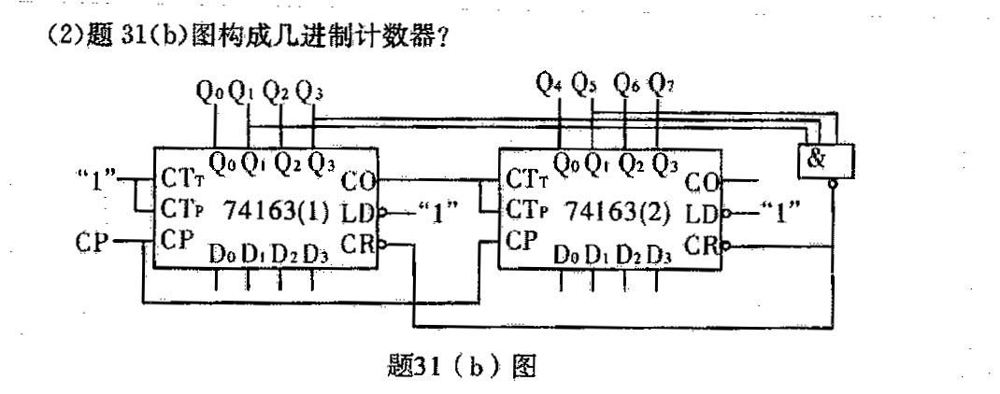 (2)题 31(b)图构成几进制计数器?
Q0 Q1 Q2 Q3 Q4 Q5 Q6 Q7
Q0 Q1 Q2 Q3 Q0 Q1 Q2 Q3 &
"1" CTT CO CTT CO
CTP 74163(1) LD "1" CTP 74163(2) LD "1"
CP CP CR CP CR
D0 D1 D2 D3 D0 D1 D2 D3
题31(b)图